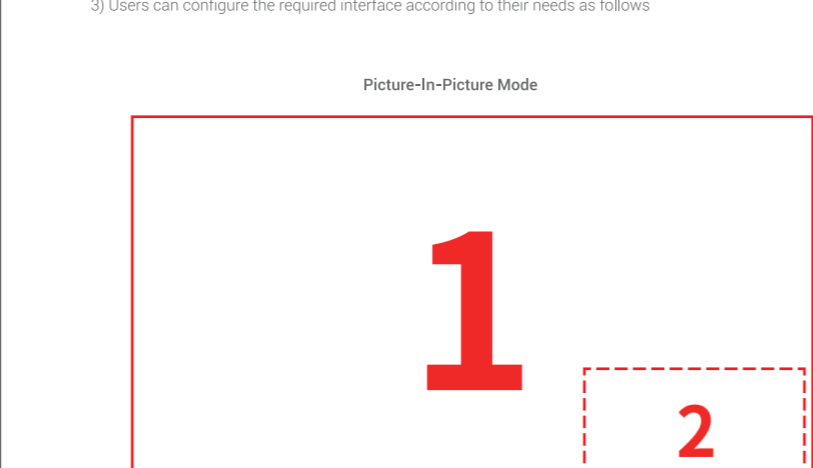 3) Users can configure the required interface according to their needs as follows
Picture-In-Picture Mode
1
2